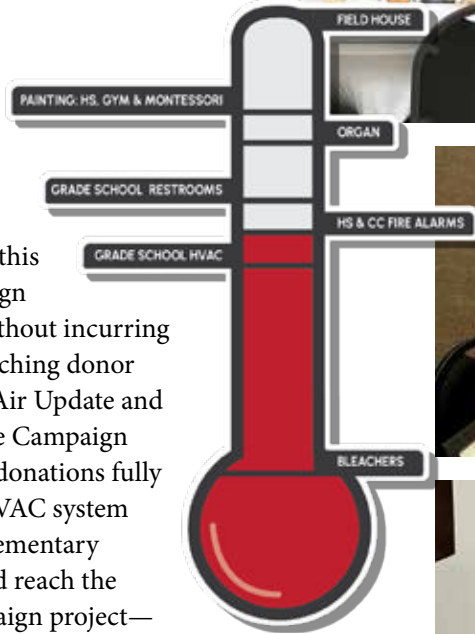 FIELD HOUSE
PAINTING: HS, GYM & MONTESSORI
ORGAN
GRADE SCHOOL RESTROOMS
HS & CC FIRE ALARMS
GRADE SCHOOL HVAC
BLEACHERS
this
ign
thout incurring
ching donor
Air Update and
e Campaign
donations fully
VAC system
ementary
d reach the
aign project—